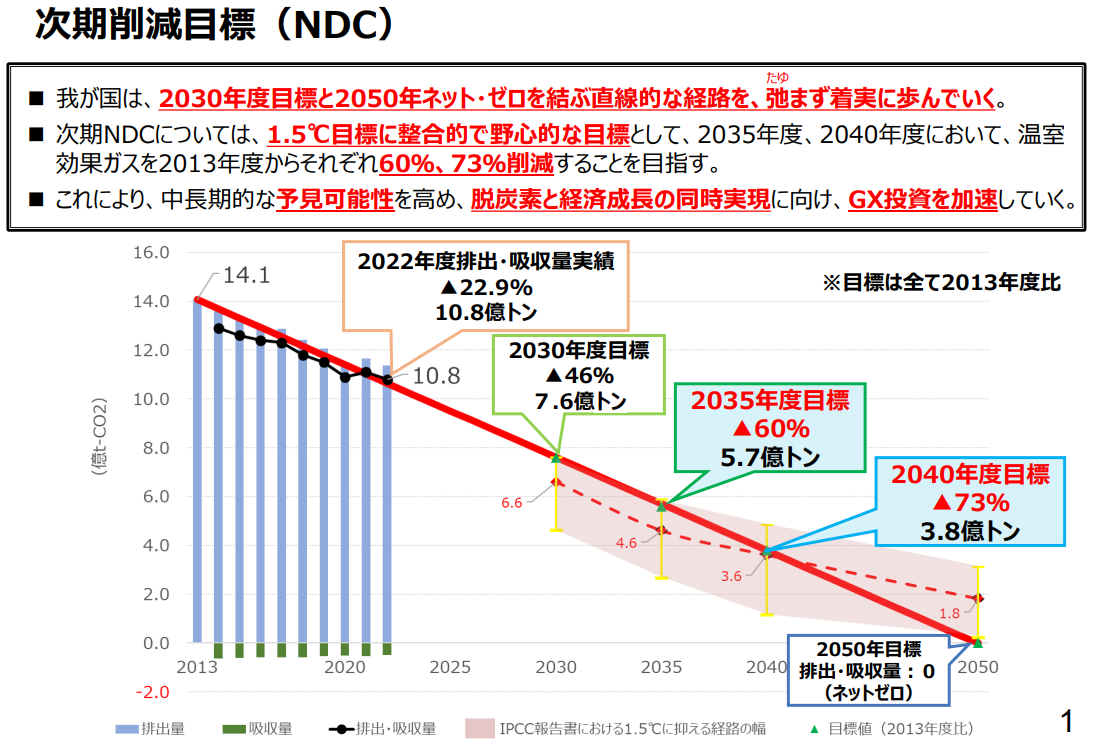 次期削減目標（NDC）
たゆ
■ 我が国は、2030年度目標と2050年ネット・ゼロを結ぶ直線的な経路を、弛まず着実に歩んでいく。
■ 次期NDCについては、1.5℃目標に整合的で野心的な目標として、2035年度、2040年度において、温室
効果ガスを2013年度からそれぞれ60%、73%削減することを目指す。
■ これにより、中長期的な予見可能性を高め、脱炭素と経済成長の同時実現に向け、GX投資を加速していく。
※目標は全て2013年度比
(億t-CO2)
16.0
14.0
12.0
10.0
8.0
6.0
4.0
2.0
0.0
-2.0
14.1
2022年度排出・吸収量実績
▲22.9%
10.8億トン
10.8
2030年度目標
▲46%
7.6億トン
2035年度目標
▲60%
5.7億トン
2040年度目標
▲73%
3.8億トン
6.6
4.6
3.6
1.8
2050年目標
排出・吸収量：0
（ネットゼロ）
2013
2020
2025
2030
2035
2040
2050
排出量
吸収量
排出・吸収量
IPCC報告書における1.5℃に抑える経路の幅
目標値（2013年度比）
1